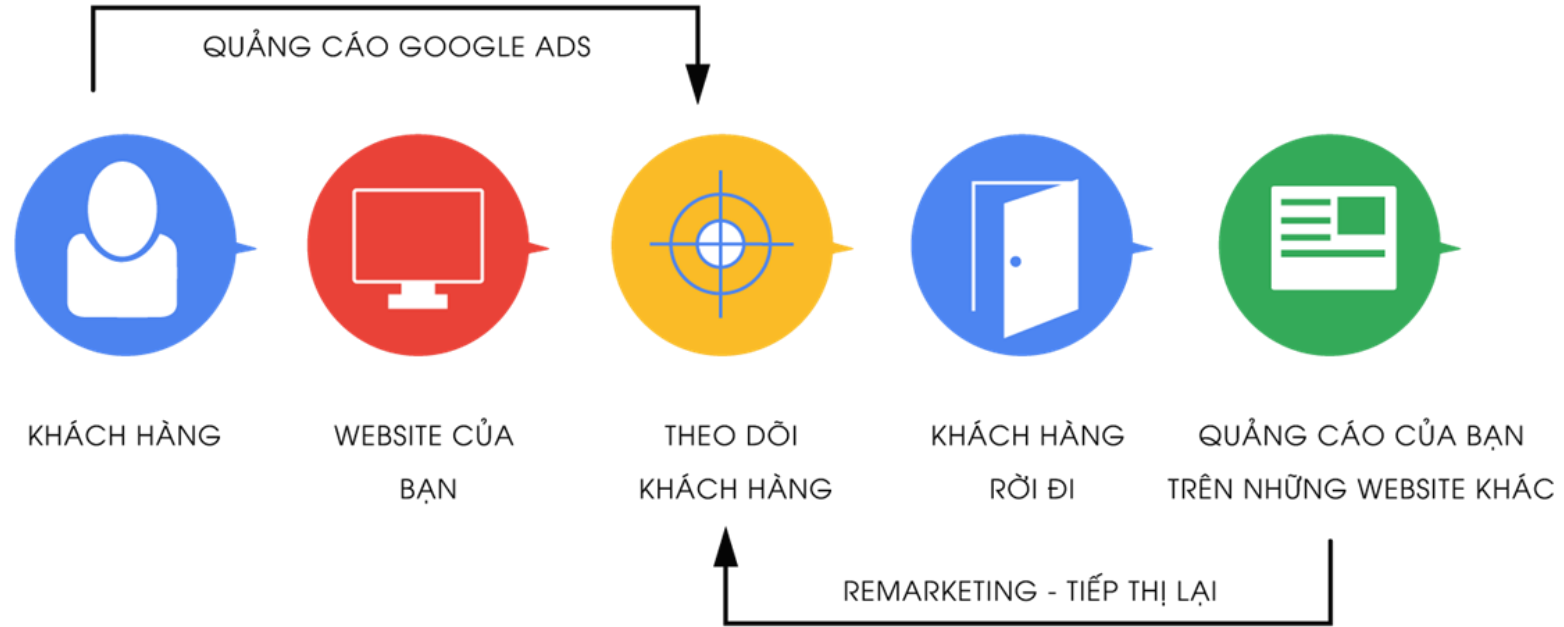 QUẢNG CÁO GOOGLE ADS
KHÁCH HÀNG
WEBSITE CỦA
BẠN
THEO DÕI
KHÁCH HÀNG
KHÁCH HÀNG
RỜI ĐI
QUẢNG CÁO CỦA BẠN
TRÊN NHỮNG WEBSITE KHÁC
REMARKETING - TIẾP THỊ LẠI